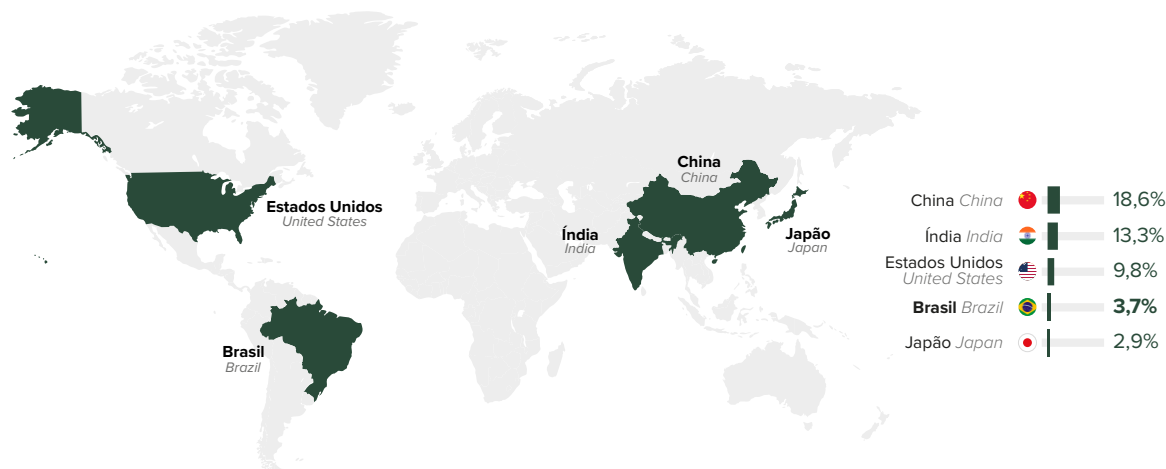 China
China
Estados Unidos
United States
Índia
India
Japão
Japan
Brasil
Brazil
China China 18,6%
Índia India 13,3%
Estados Unidos
United States 9,8%
Brasil Brazil 3,7%
Japão Japan 2,9%